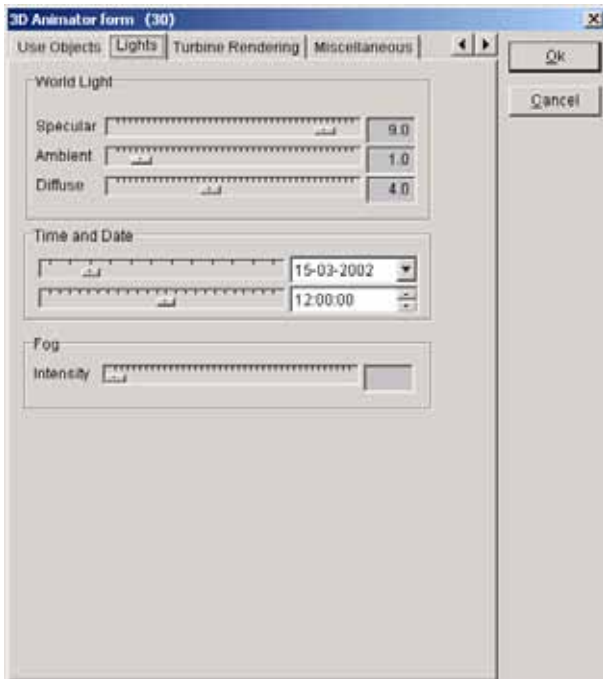 3D Animator form (30)
Use Objects Lights Turbine Rendering Miscellaneous
Ok
Cancel
World Light
Specular 9.0
Ambient 1.0
Diffuse 4.0
Time and Date
15-03-2002
12:00:00
Fog
Intensity